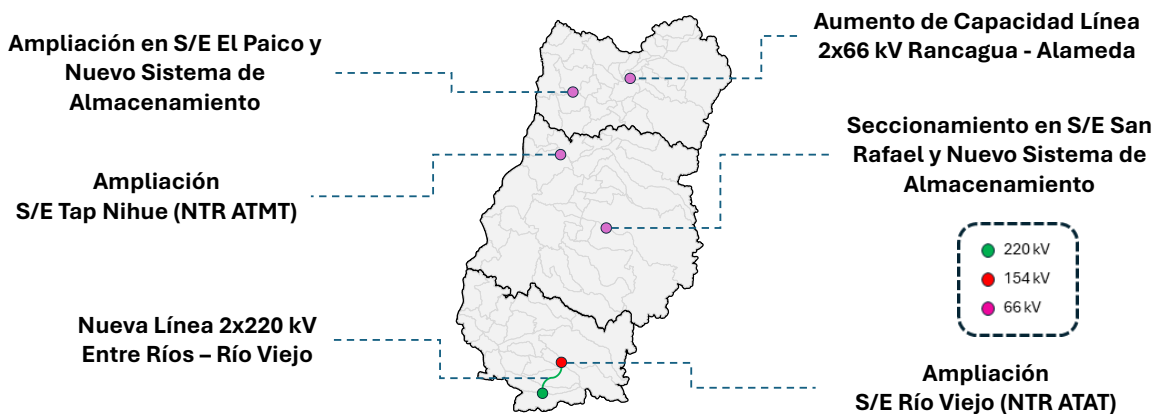 Ampliación en S/E El Paico y
Nuevo Sistema de
Almacenamiento
Aumento de Capacidad Línea
2x66 kV Rancagua - Alameda
Seccionamiento en S/E San
Rafael y Nuevo Sistema de
Almacenamiento
Ampliación
S/E Tap Nihue (NTR ATMT)
220 kV
154 kV
66 kV
Nueva Línea 2x220 kV
Entre Ríos – Río Viejo
Ampliación
S/E Río Viejo (NTR ATAT)